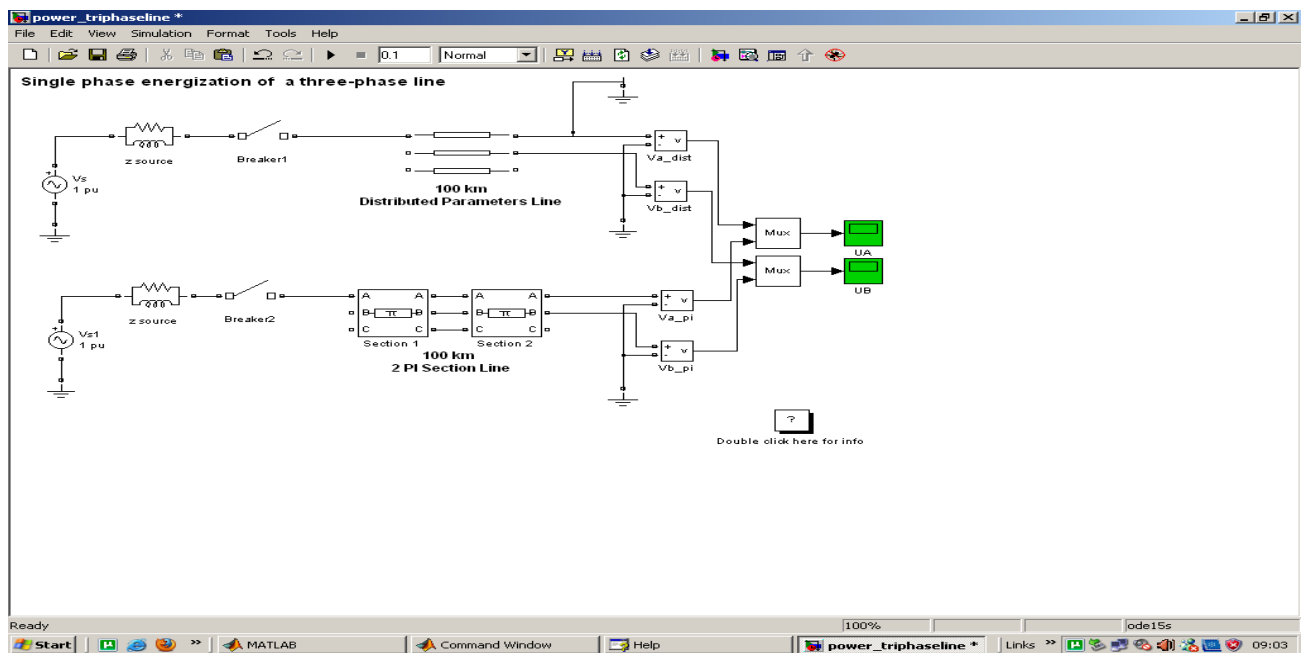 power_triphaseline *
File Edit View Simulation Format Tools Help
0.1 Normal
Single phase energization of a three-phase line
z source
Breaker1
+
Vs
1 pu
100 km
Distributed Parameters Line
+ - v
Va_dist
+ - v
Vb_dist
Mux
UA
Mux
UB
z source
Breaker2
+
Vs1
1 pu
A A A A
B π B B π B
C C C C
Section 1 Section 2
100 km
2 PI Section Line
+ - v
Va_pi
+ - v
Vb_pi
?
Double click here for info
Ready 100% ode15s
Start » MATLAB Command Window Help power_triphaseline * Links » 09:03